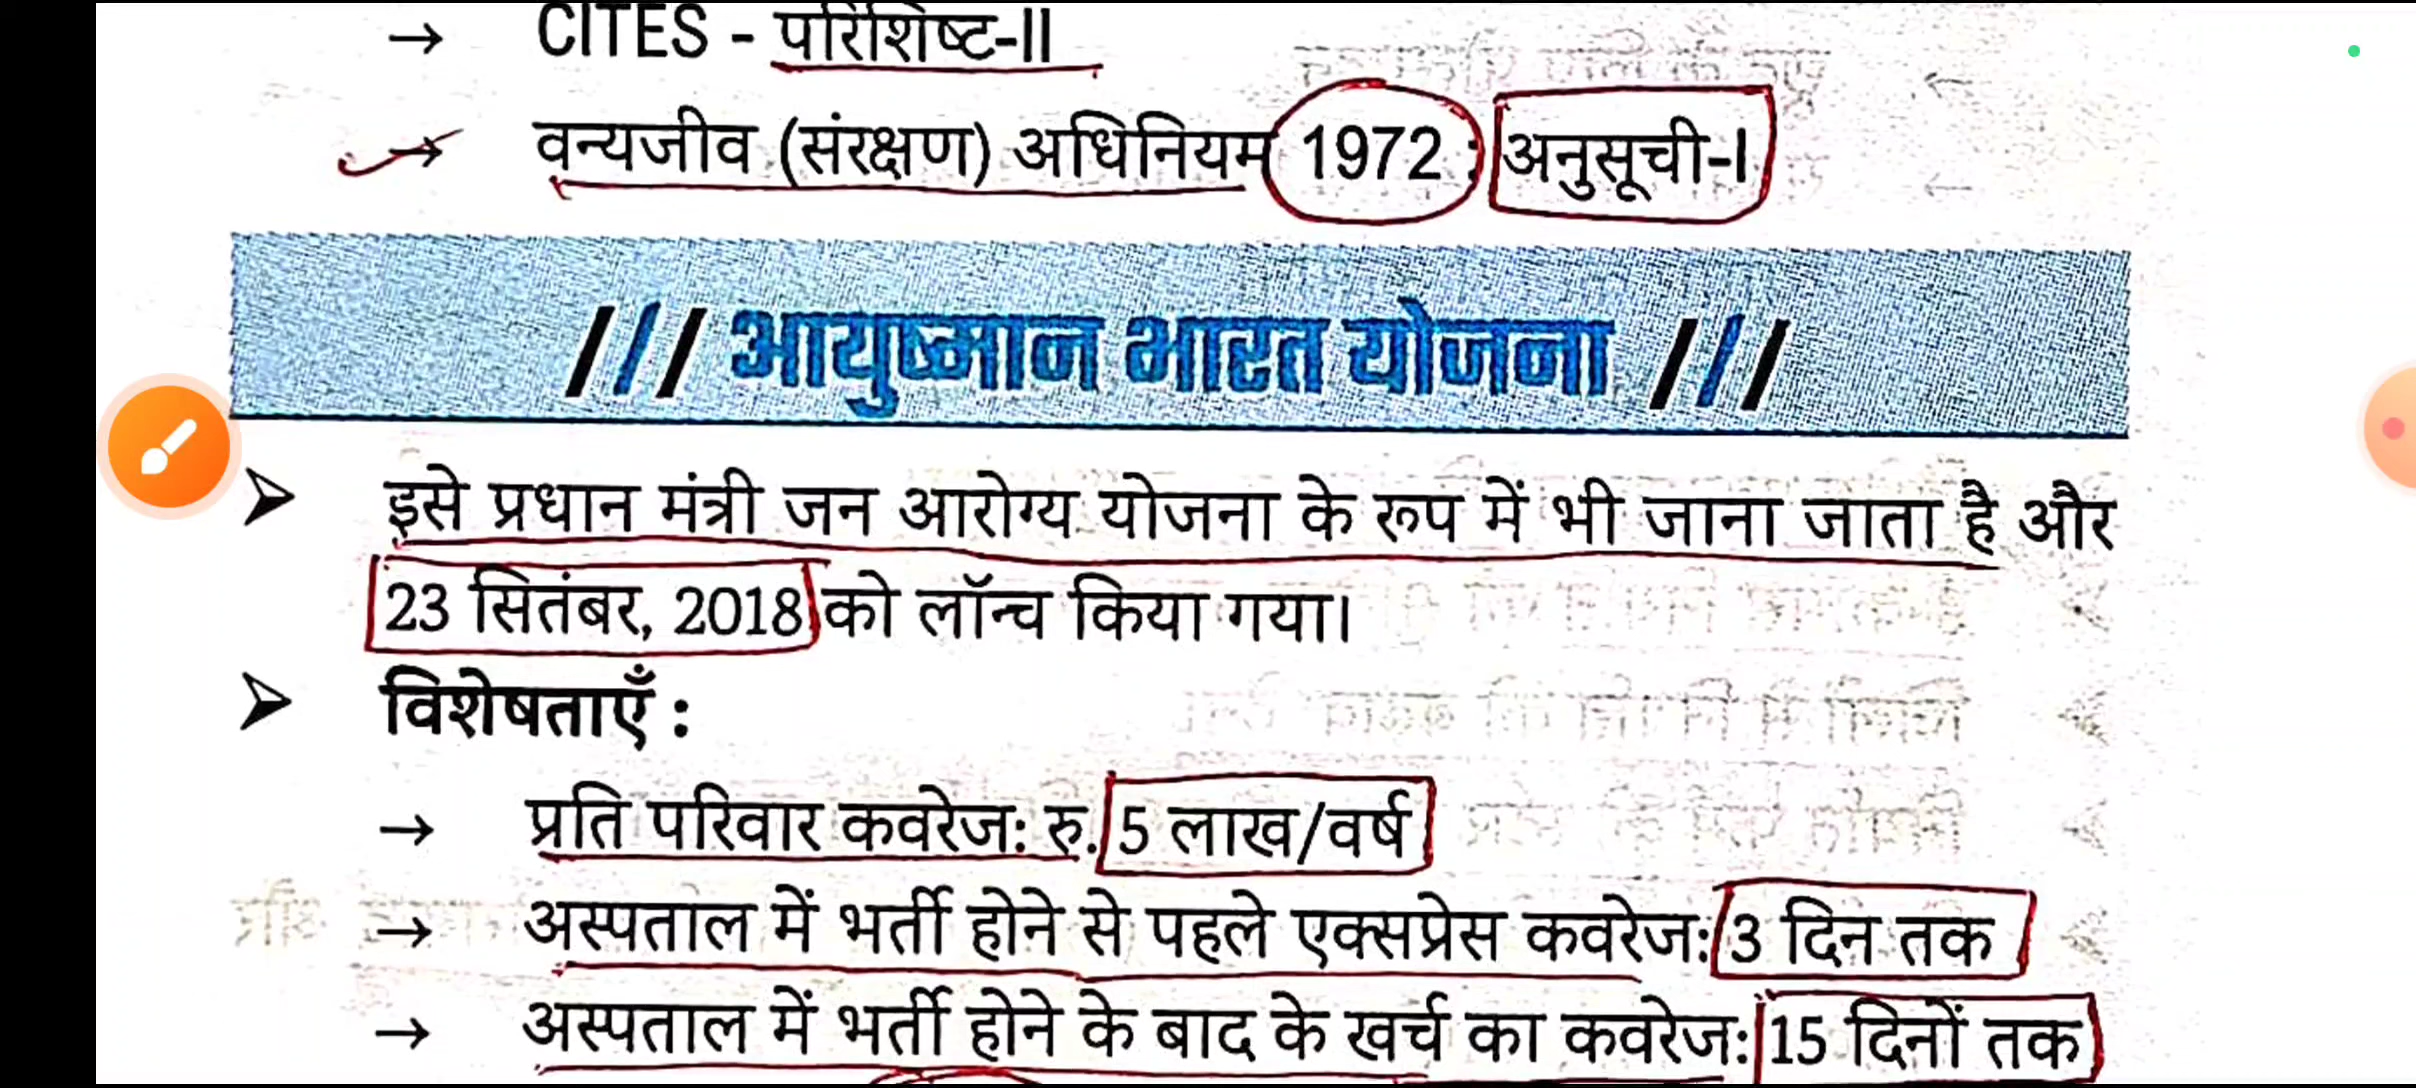 → CITES - परिशिष्ट-II
→ वन्यजीव (संरक्षण) अधिनियम 1972 : अनुसूची-I
/// आयुष्मान भारत योजना ///
➢ इसे प्रधान मंत्री जन आरोग्य योजना के रूप में भी जाना जाता है और
23 सितंबर, 2018 को लॉन्च किया गया।
➢ विशेषताएँ :
→ प्रति परिवार कवरेज: रु. 5 लाख/वर्ष
→ अस्पताल में भर्ती होने से पहले एक्सप्रेस कवरेज: 3 दिन तक
→ अस्पताल में भर्ती होने के बाद के खर्च का कवरेज: 15 दिनों तक